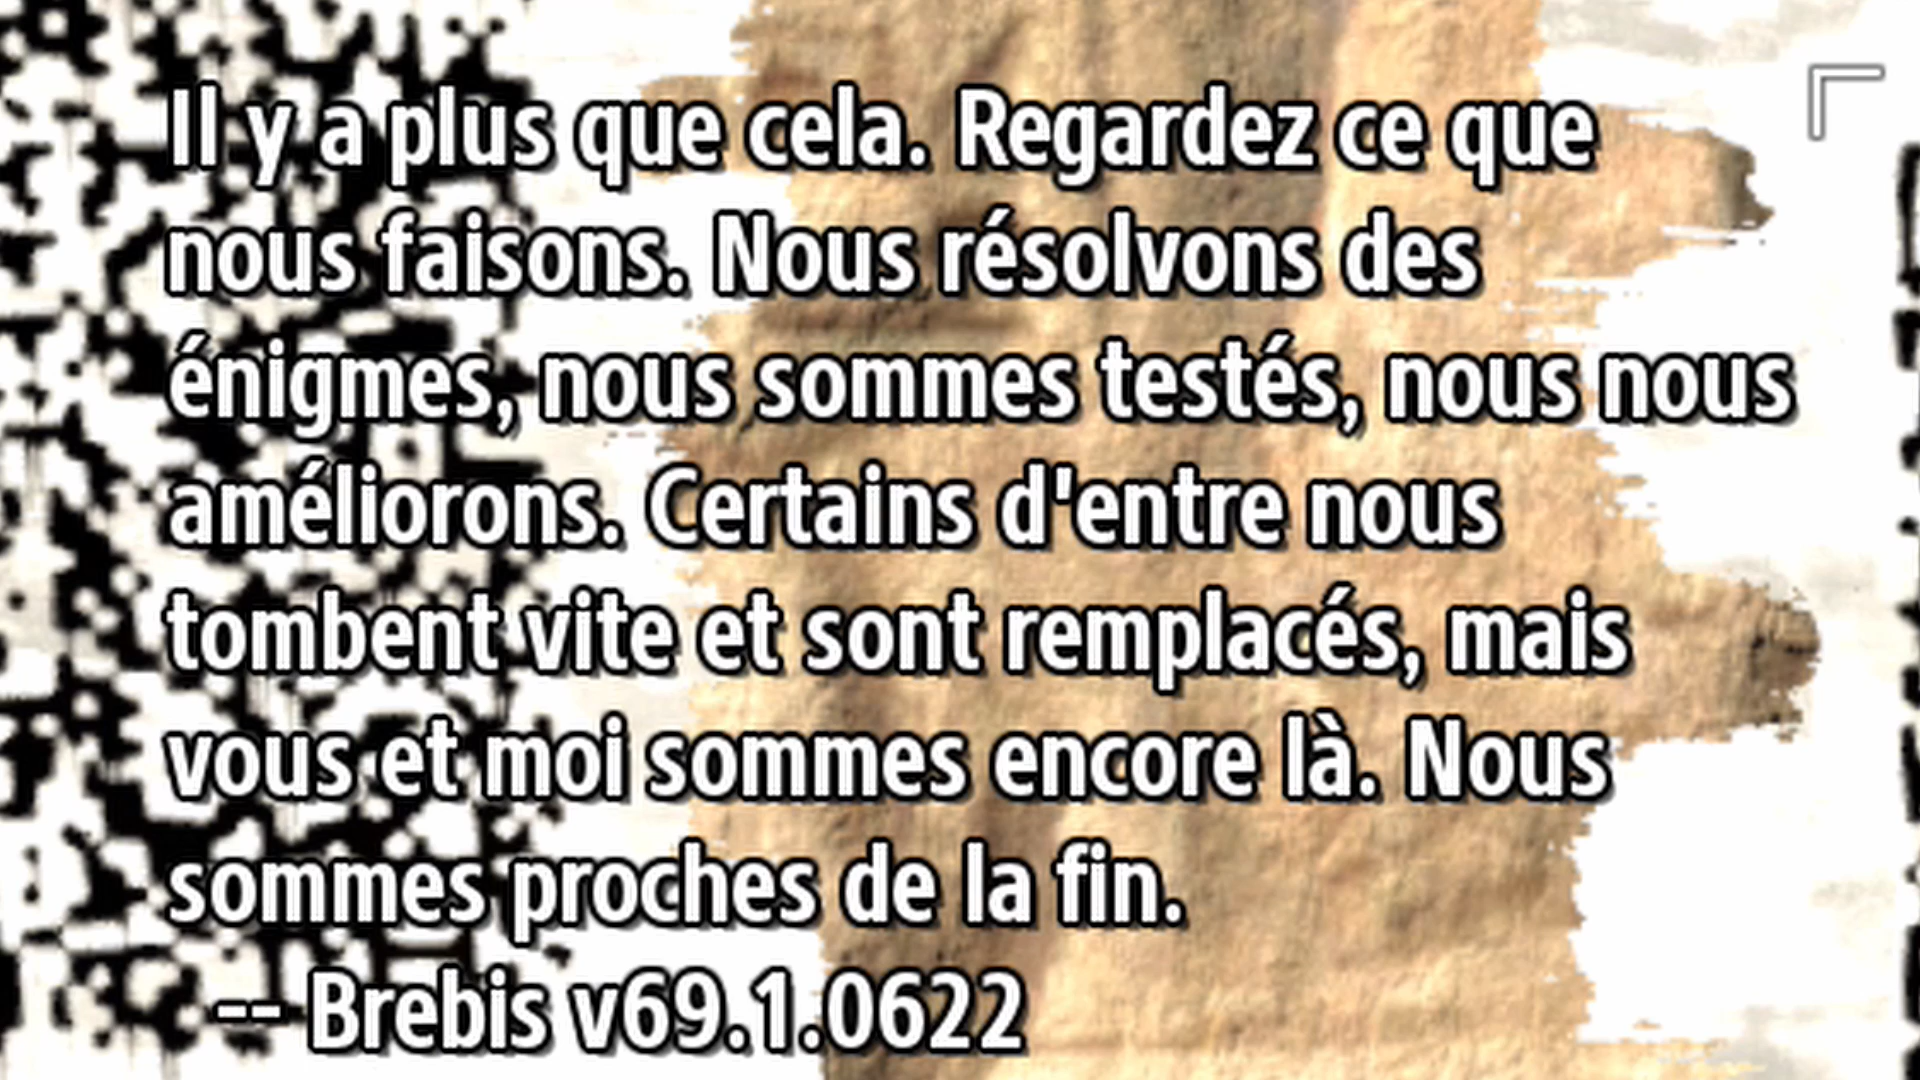 Il y a plus que cela. Regardez ce que
nous faisons. Nous résolvons des
énigmes, nous sommes testés, nous nous
améliorons. Certains d'entre nous
tombent vite et sont remplacés, mais
vous et moi sommes encore là. Nous
sommes proches de la fin.
-- Brebis v69.1.0622